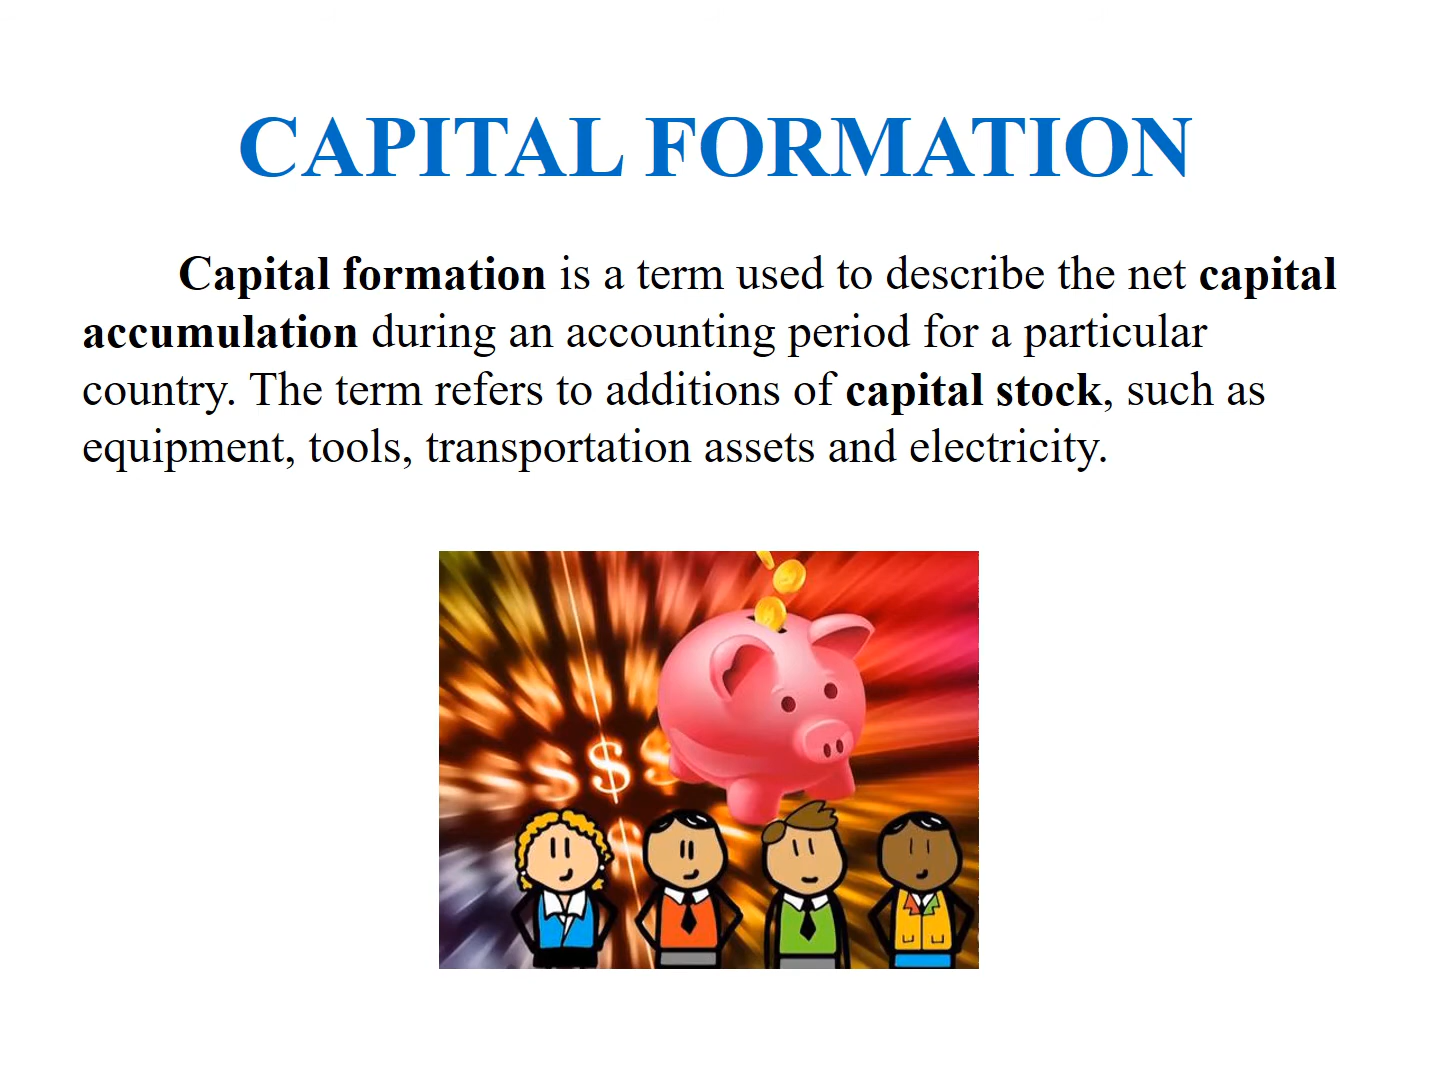 CAPITAL FORMATION
Capital formation is a term used to describe the net capital
accumulation during an accounting period for a particular
country. The term refers to additions of capital stock, such as
equipment, tools, transportation assets and electricity.
$ $ $